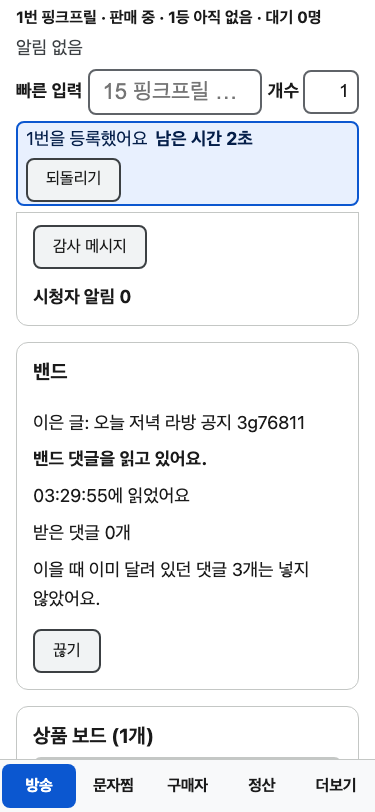 1번 핑크프릴 · 판매 중 · 1등 아직 없음 · 대기 0명
알림 없음
빠른 입력 15 핑크프릴 ... 개수 1
1번을 등록했어요 남은 시간 2초
되돌리기
감사 메시지
시청자 알림 0
밴드
이은 글: 오늘 저녁 라방 공지 3g76811
밴드 댓글을 읽고 있어요.
03:29:55에 읽었어요
받은 댓글 0개
이을 때 이미 달려 있던 댓글 3개는 넣지
않았어요.
끊기
상품 보드 (1개)
방송 문자찜 구매자 정산 더보기